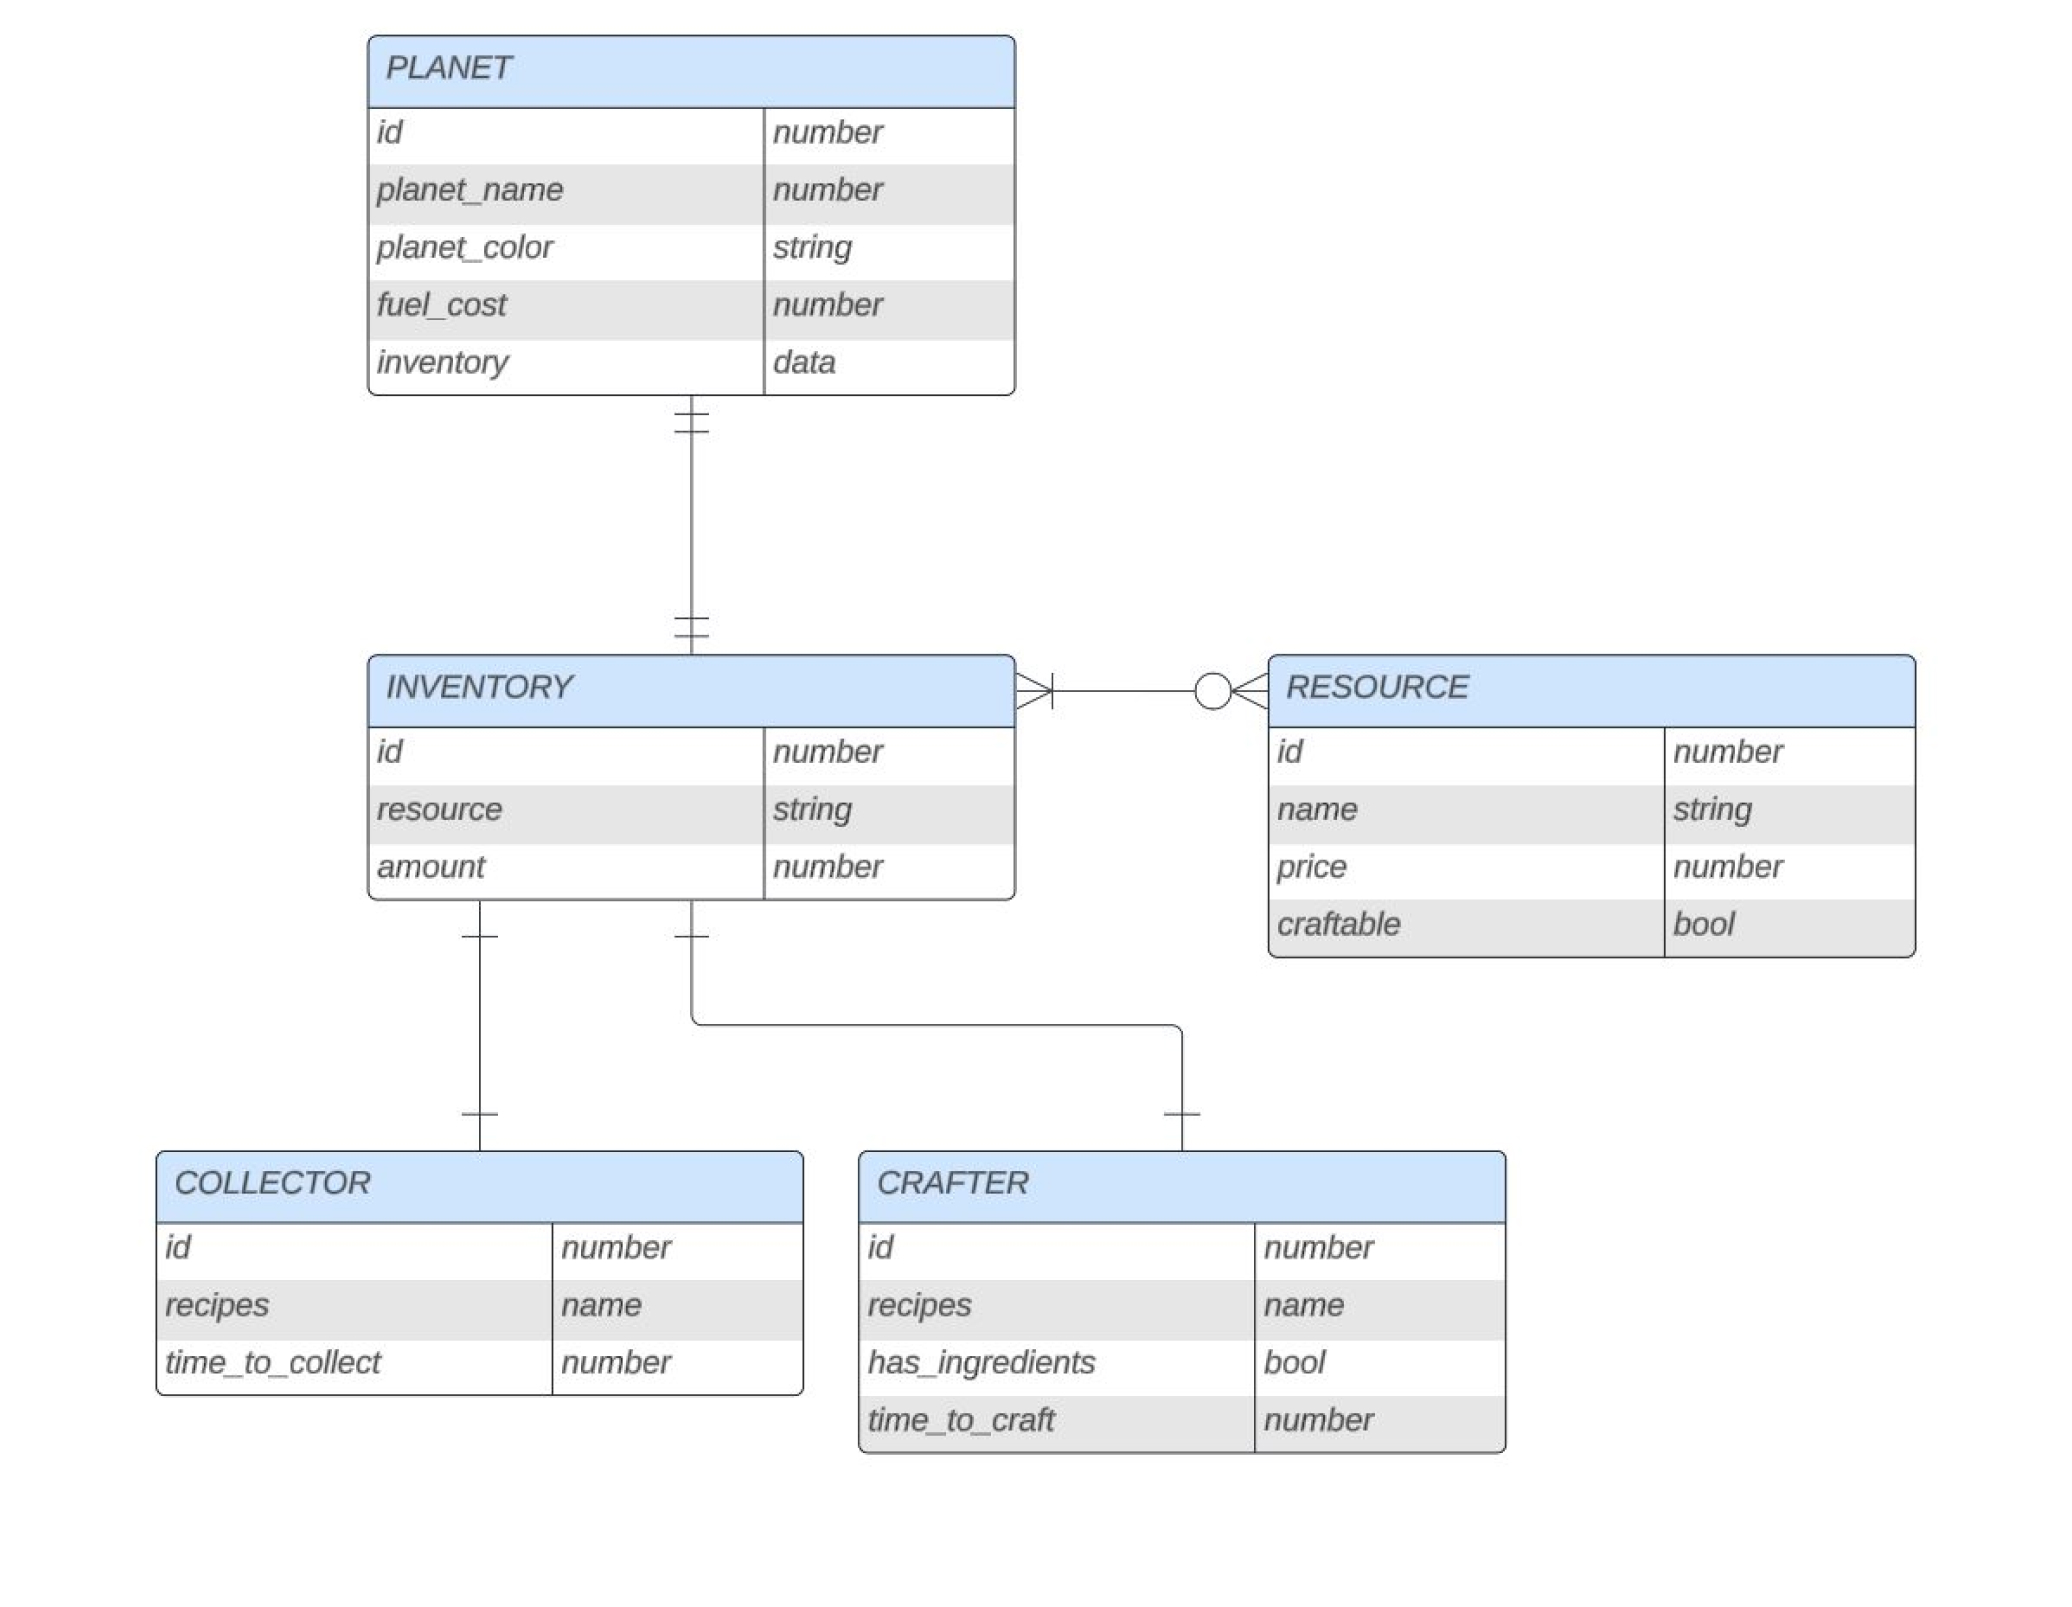 PLANET
id number
planet_name number
planet_color string
fuel_cost number
inventory data
INVENTORY
id number
resource string
amount number
RESOURCE
id number
name string
price number
craftable bool
COLLECTOR
id number
recipes name
time_to_collect number
CRAFTER
id number
recipes name
has_ingredients bool
time_to_craft number